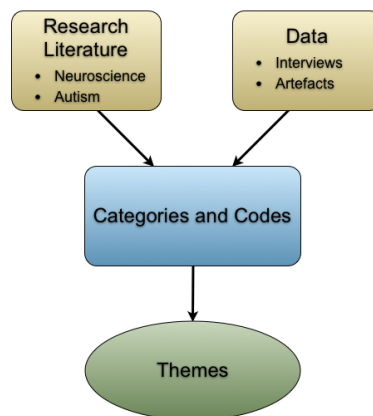 Research
Literature
• Neuroscience
• Autism
Data
• Interviews
• Artefacts
Categories and Codes
Themes